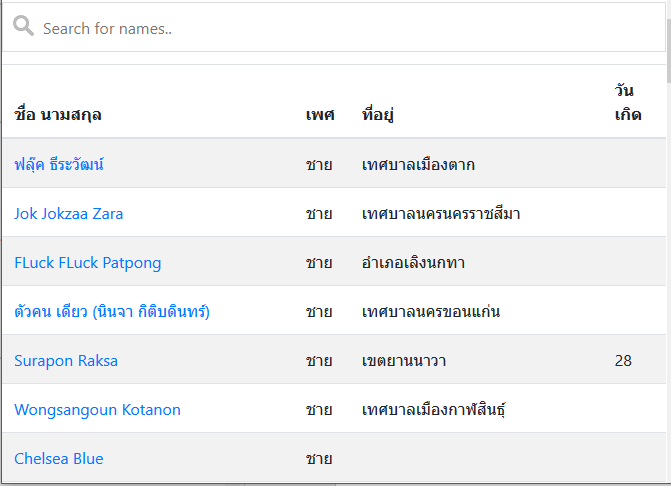 Search for names..
ชื่อ นามสกุล เพศ ที่อยู่ วันเกิด
ฟลุ๊ค ธีระวัฒน์ ชาย เทศบาลเมืองตาก
Jok Jokzaa Zara ชาย เทศบาลนครนครราชสีมา
FLuck FLuck Patpong ชาย อำเภอเลิงนกทา
ตัวคน เดียว (นินจา กิติบดินทร์) ชาย เทศบาลนครขอนแก่น
Surapon Raksa ชาย เขตยานนาวา 28
Wongsangoun Kotanon ชาย เทศบาลเมืองกาฬสินธุ์
Chelsea Blue ชาย